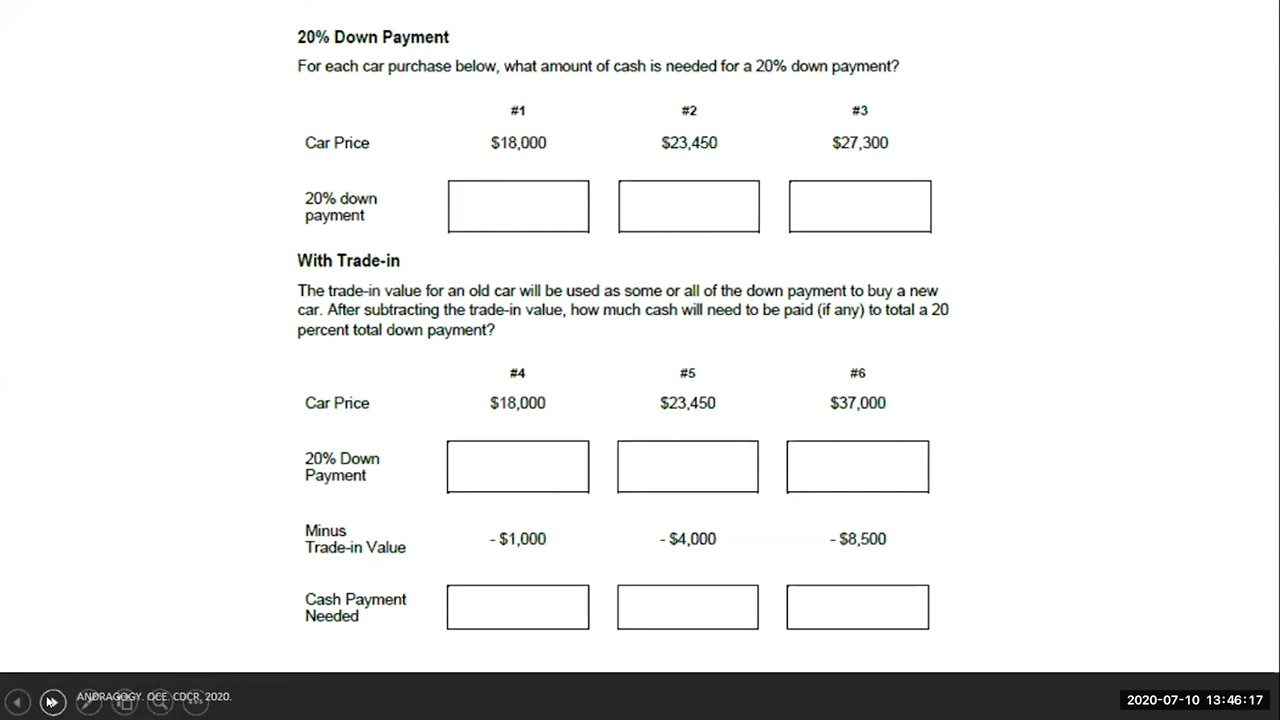 20% Down Payment
For each car purchase below, what amount of cash is needed for a 20% down payment?
#1 #2 #3
Car Price $18,000 $23,450 $27,300
20% down
payment
With Trade-in
The trade-in value for an old car will be used as some or all of the down payment to buy a new
car. After subtracting the trade-in value, how much cash will need to be paid (if any) to total a 20
percent total down payment?
#4 #5 #6
Car Price $18,000 $23,450 $37,000
20% Down
Payment
Minus
Trade-in Value - $1,000 - $4,000 - $8,500
Cash Payment
Needed
ANDRAGOGY. OCE. CDCR, 2020.
2020-07-10 13:46:17